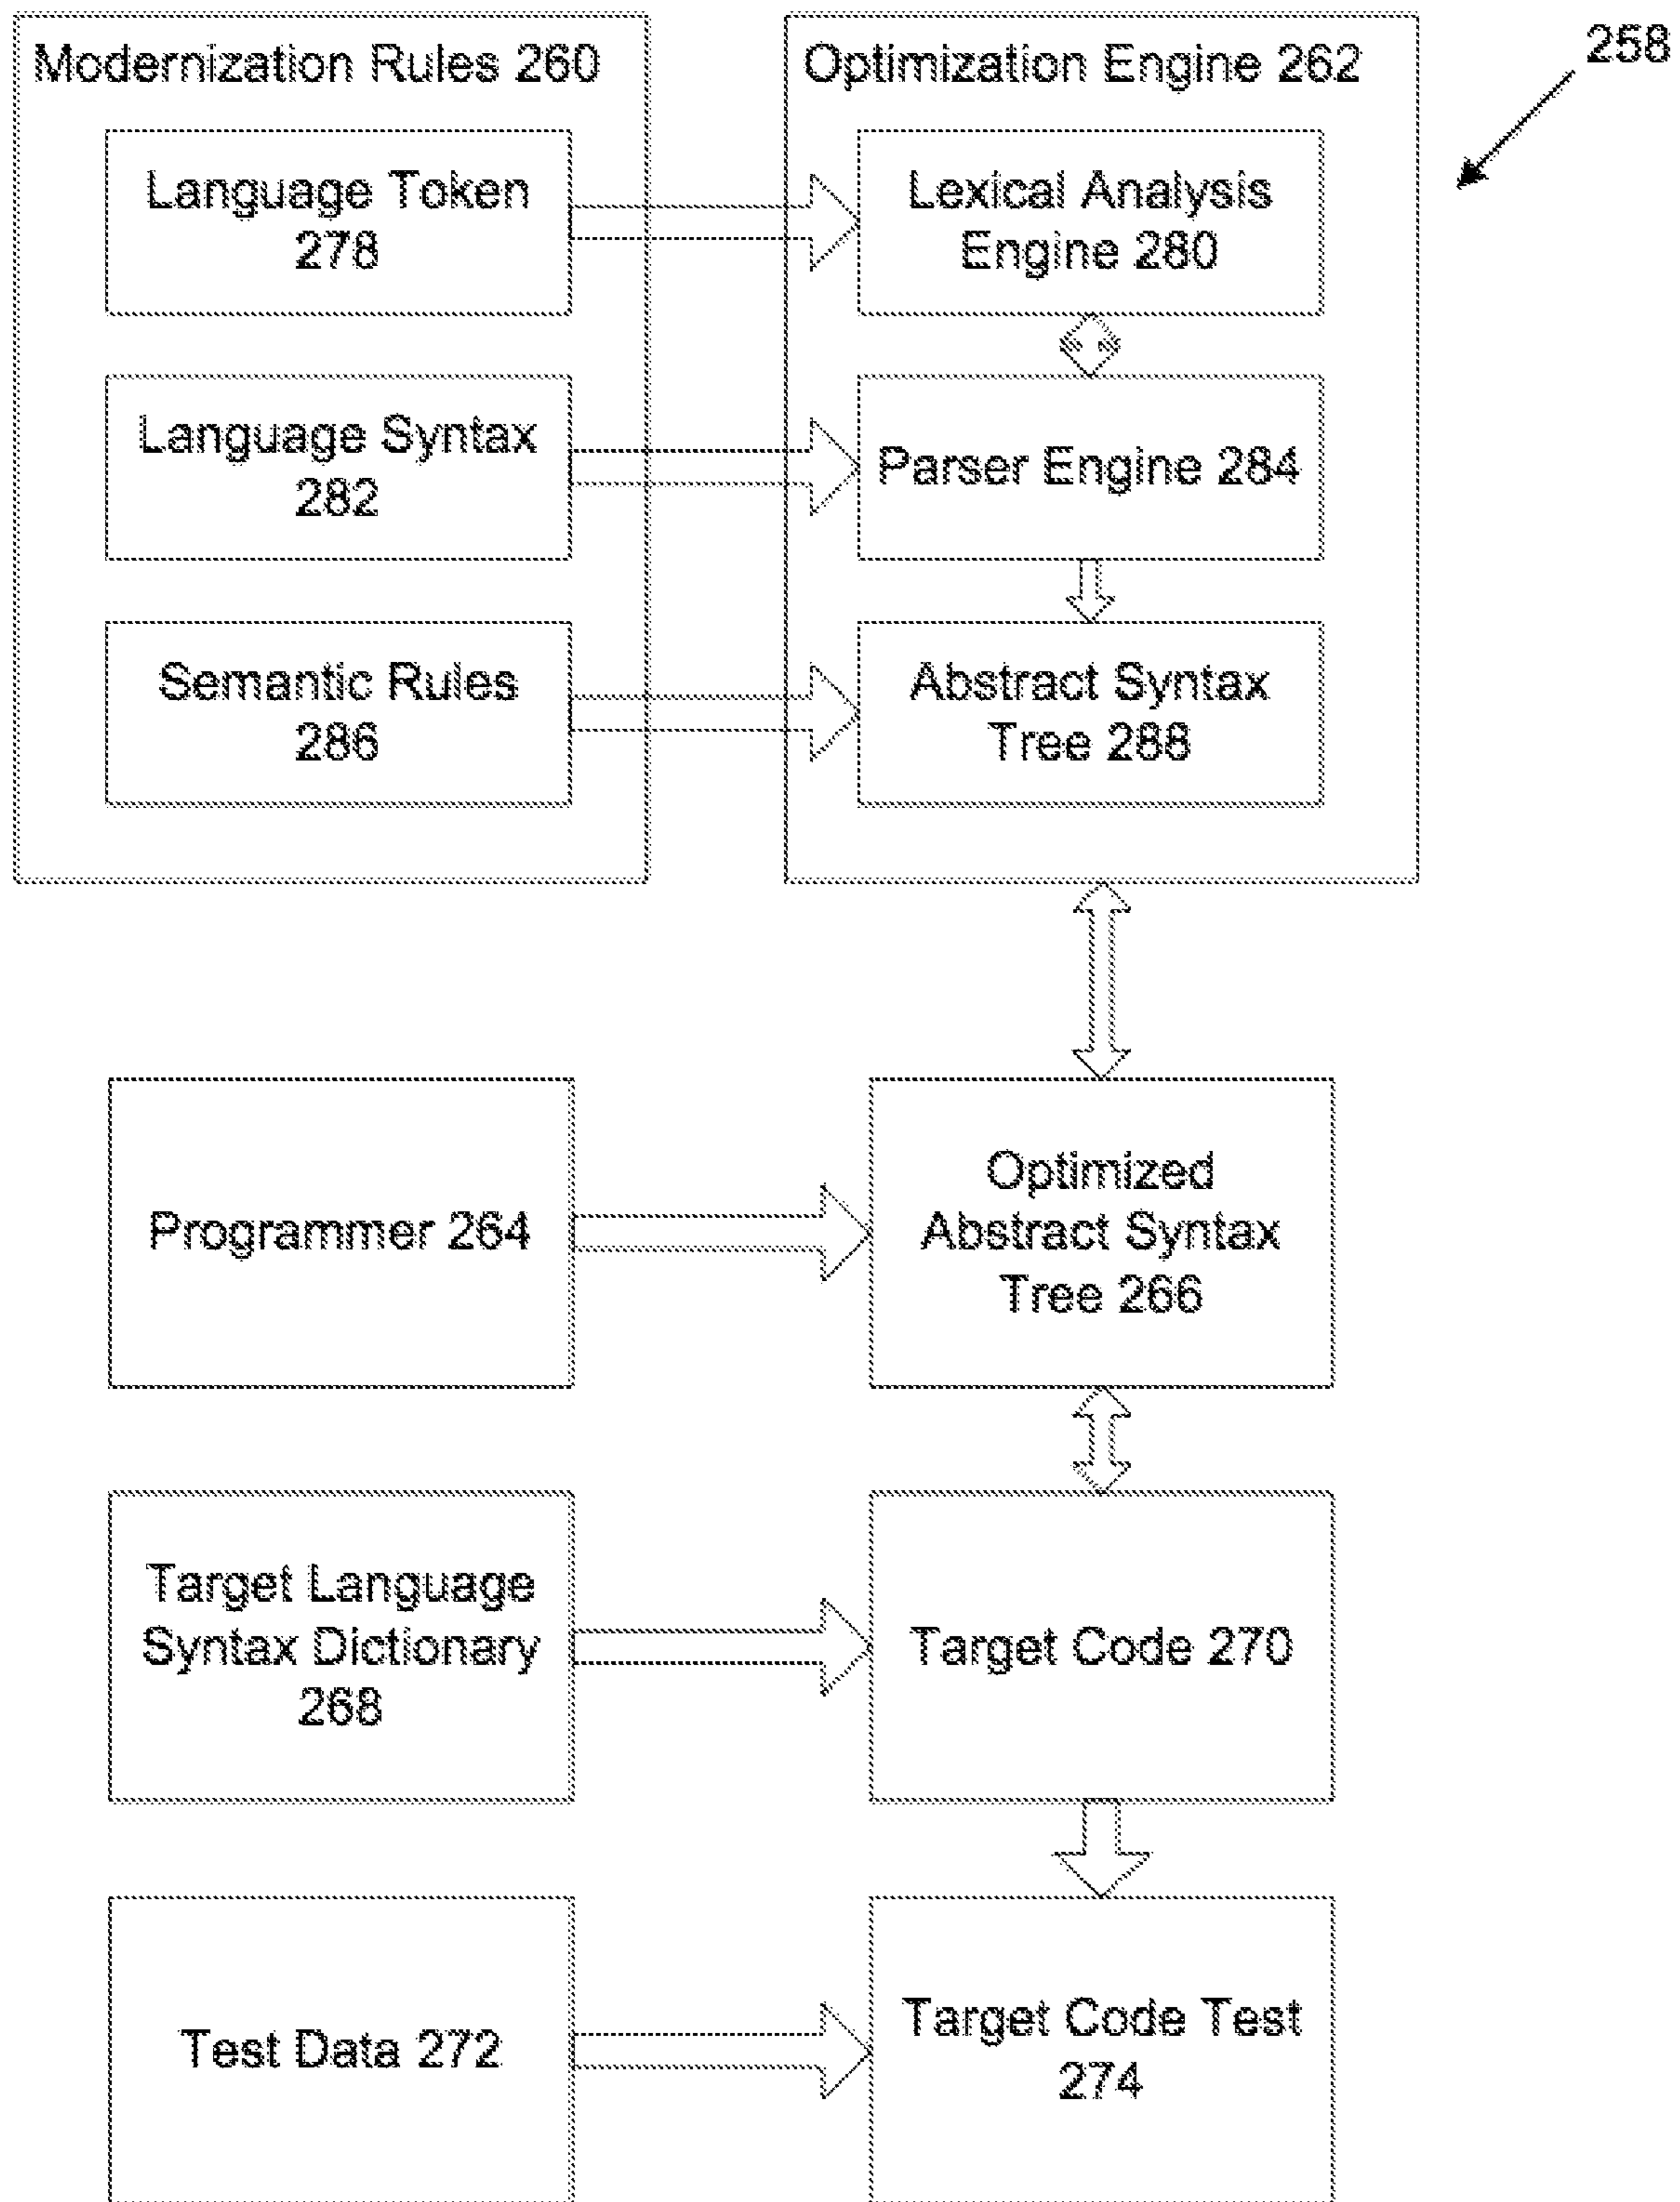 Modernization Rules 260
Optimization Engine 262
258
Language Token
278
Lexical Analysis
Engine 280
Language Syntax
282
Parser Engine 284
Semantic Rules
286
Abstract Syntax
Tree 288
Programmer 264
Optimized
Abstract Syntax
Tree 266
Target Language
Syntax Dictionary
268
Target Code 270
Test Data 272
Target Code Test
274